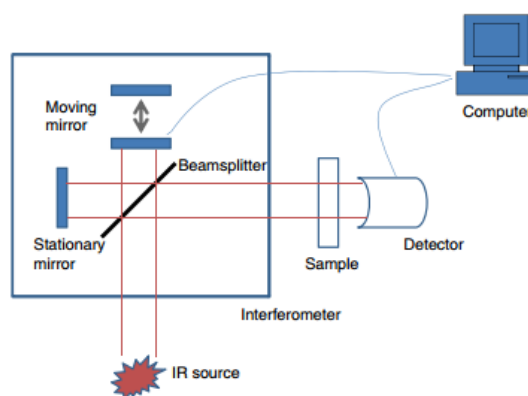 Moving
mirror
Computer
Beamsplitter
Stationary
mirror
Sample
Detector
Interferometer
IR source